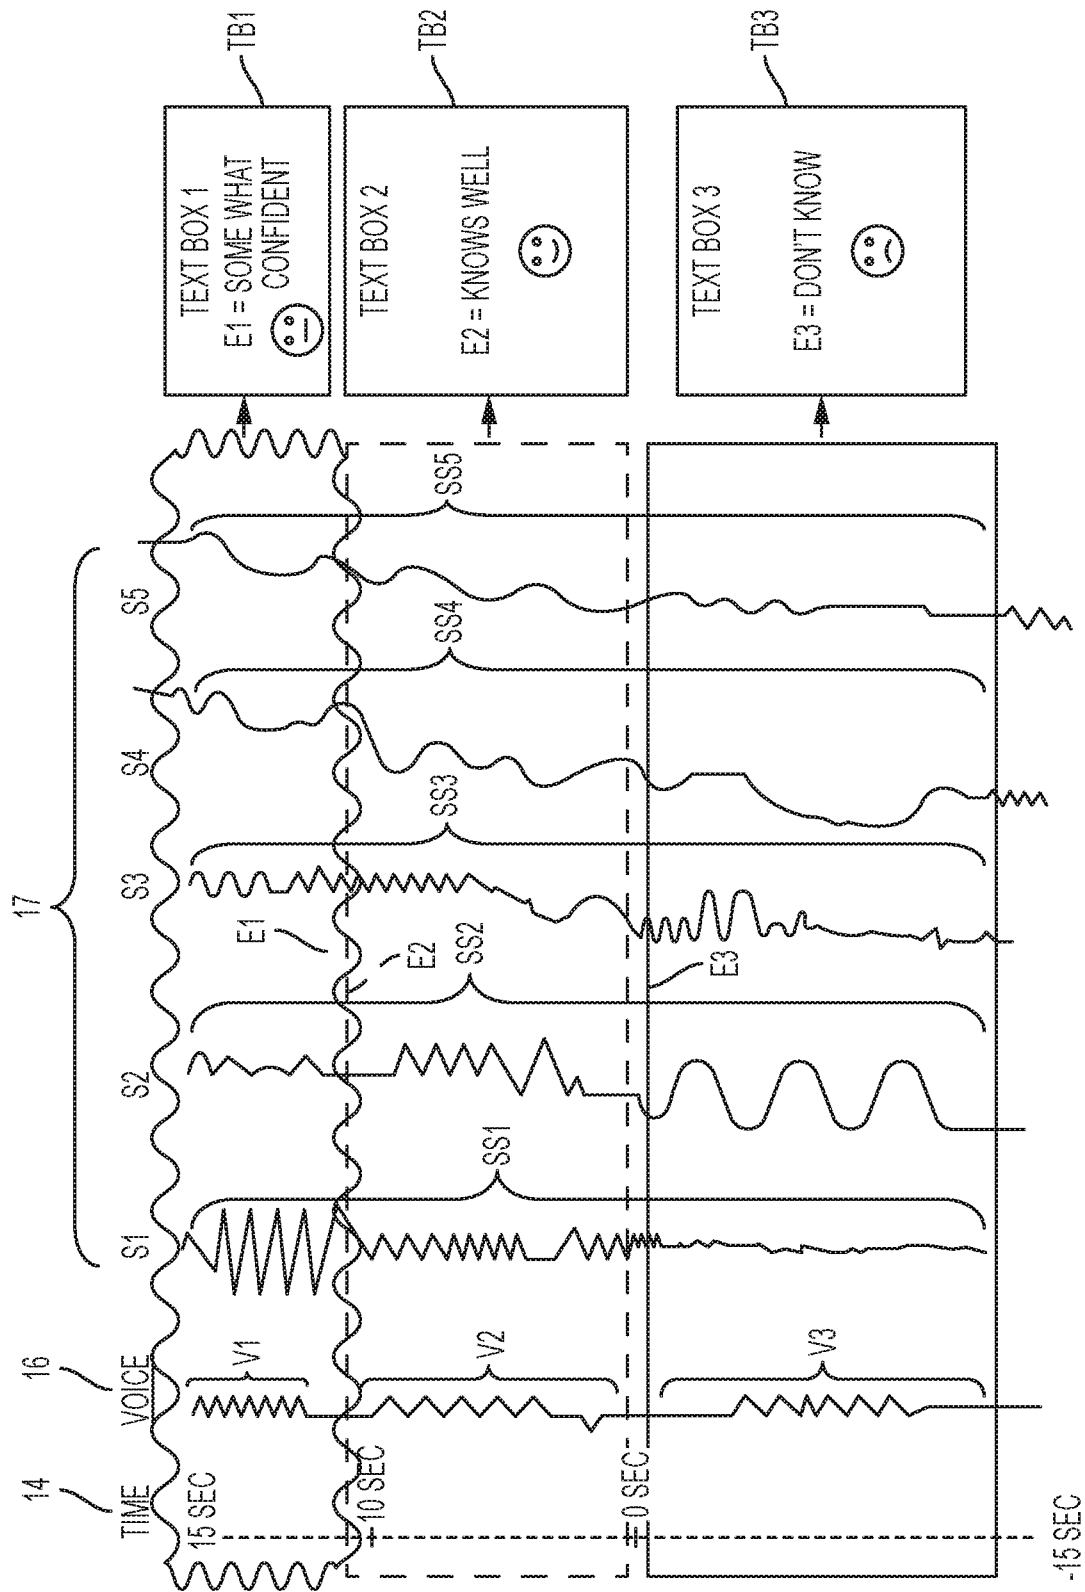 14
16
17
TIME
VOICE
S1
S2
S3
S4
S5
15 SEC
V1
E1
TEXT BOX 1
E1 = SOME WHAT
CONFIDENT
TB1
10 SEC
V2
SS1
E2
SS2
SS3
SS4
SS5
TEXT BOX 2
E2 = KNOWS WELL
TB2
0 SEC
V3
E3
TEXT BOX 3
E3 = DON'T KNOW
TB3
-15 SEC